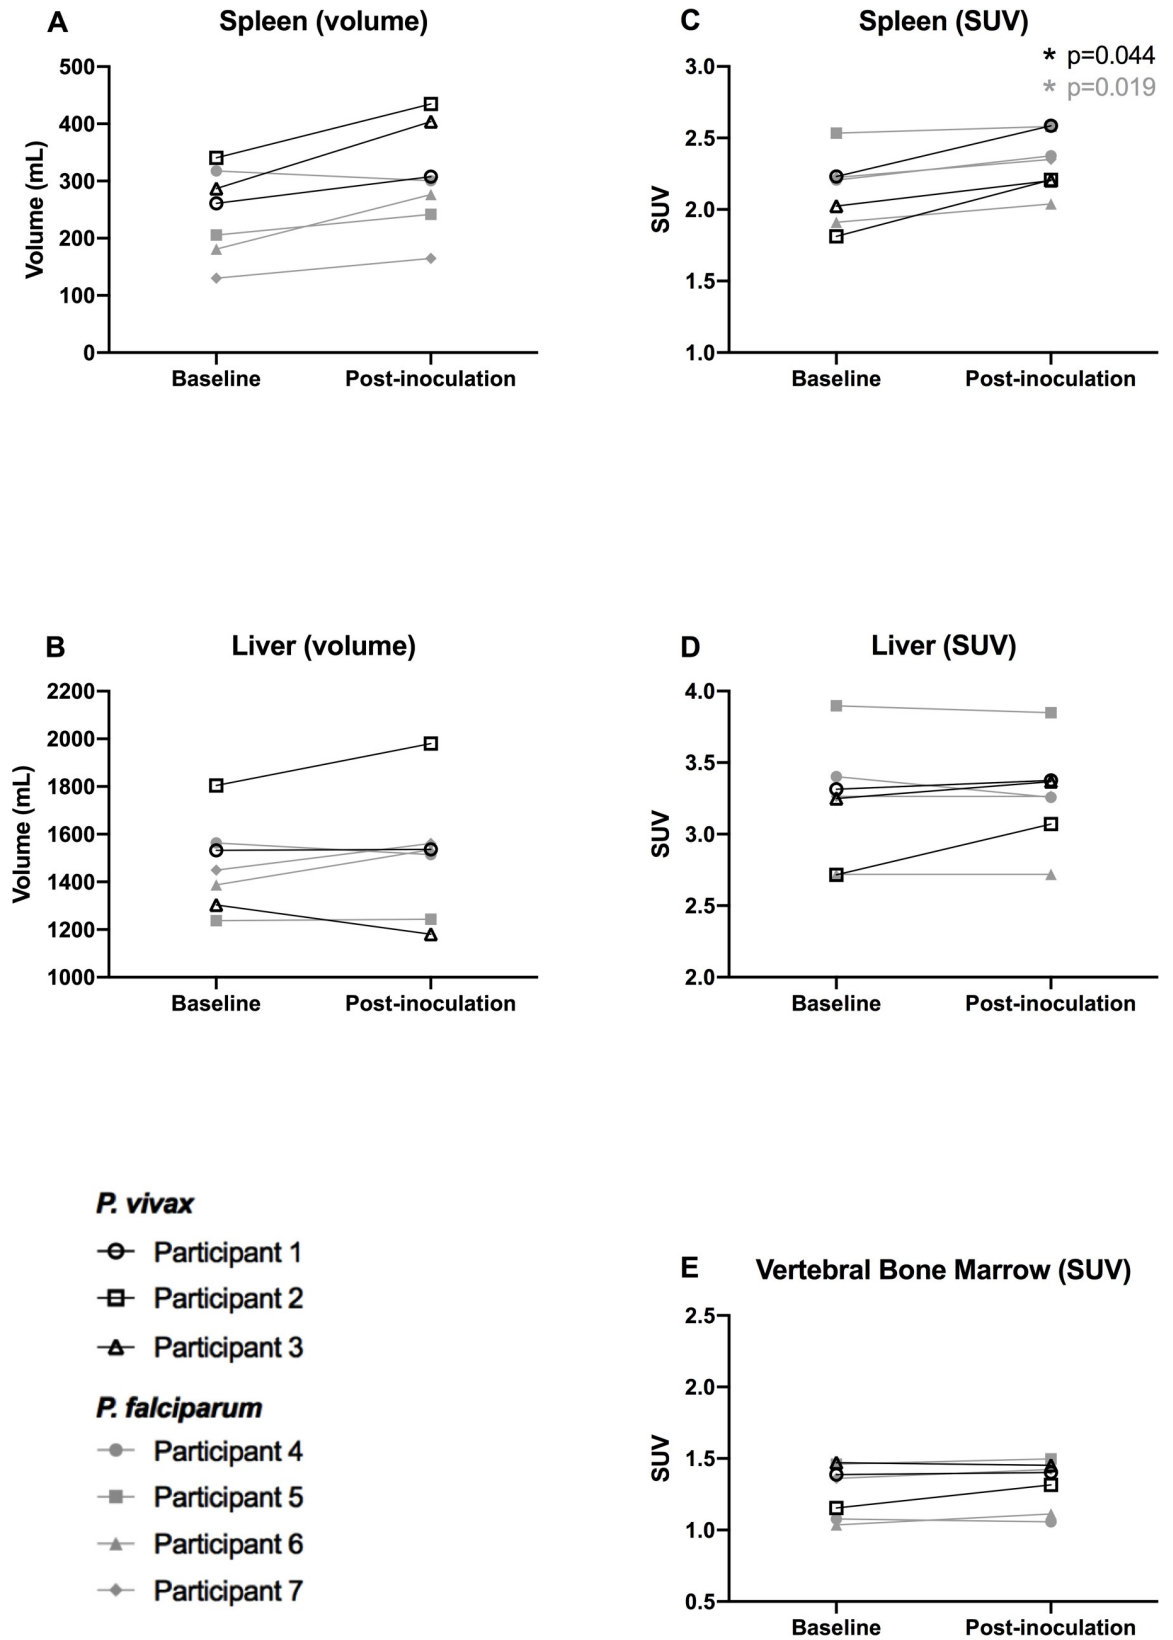 A
Spleen (volume)
500
400
300
200
100
0
Volume (mL)
Baseline
Post-inoculation
C
Spleen (SUV)
* p=0.044
* p=0.019
3.0
2.5
2.0
1.5
1.0
SUV
Baseline
Post-inoculation
B
Liver (volume)
2200
2000
1800
1600
1400
1200
1000
Volume (mL)
Baseline
Post-inoculation
D
Liver (SUV)
4.0
3.5
3.0
2.5
2.0
SUV
Baseline
Post-inoculation
P. vivax
Participant 1
Participant 2
Participant 3
P. falciparum
Participant 4
Participant 5
Participant 6
Participant 7
E
Vertebral Bone Marrow (SUV)
2.5
2.0
1.5
1.0
0.5
SUV
Baseline
Post-inoculation